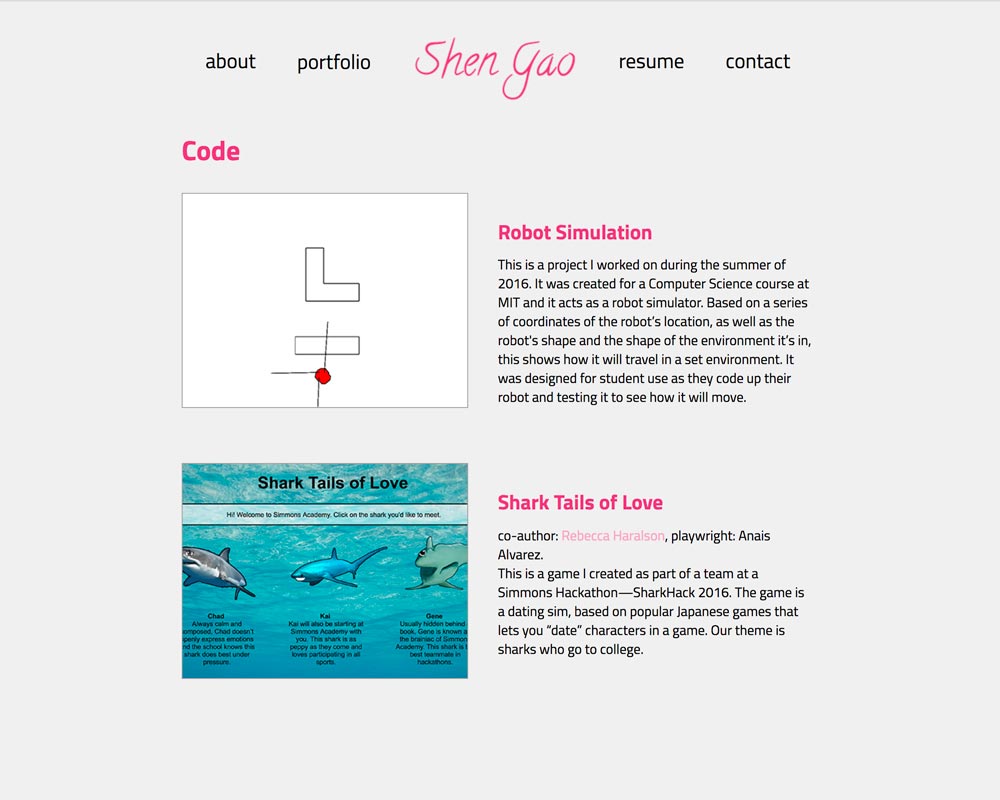 about portfolio Shen Gao resume contact
Code
Robot Simulation
This is a project I worked on during the summer of
2016. It was created for a Computer Science course at
MIT and it acts as a robot simulator. Based on a series
of coordinates of the robot's location, as well as the
robot's shape and the shape of the environment it's in,
this shows how it will travel in a set environment. It
was designed for student use as they code up their
robot and testing it to see how it will move.
Shark Tails of Love
Hi! Welcome to Simmons Academy. Click on the shark you'd like to meet.
Chad
Always calm and
composed, Chad doesn't
openly express emotions
and the school knows this
shark does best under
pressure.
Kai
Kai will also be starting at
Simmons Academy with
you. This shark is as
peppy as they come and
loves participating in all
sports.
Gene
Usually hidden behind
book, Gene is known a
the brainiac of Simmon
Academy. This shark is t
best teammate in
hackathons.
Shark Tails of Love
co-author: Rebecca Haralson, playwright: Anais
Alvarez.
This is a game I created as part of a team at a
Simmons Hackathon—SharkHack 2016. The game is
a dating sim, based on popular Japanese games that
lets you “date” characters in a game. Our theme is
sharks who go to college.